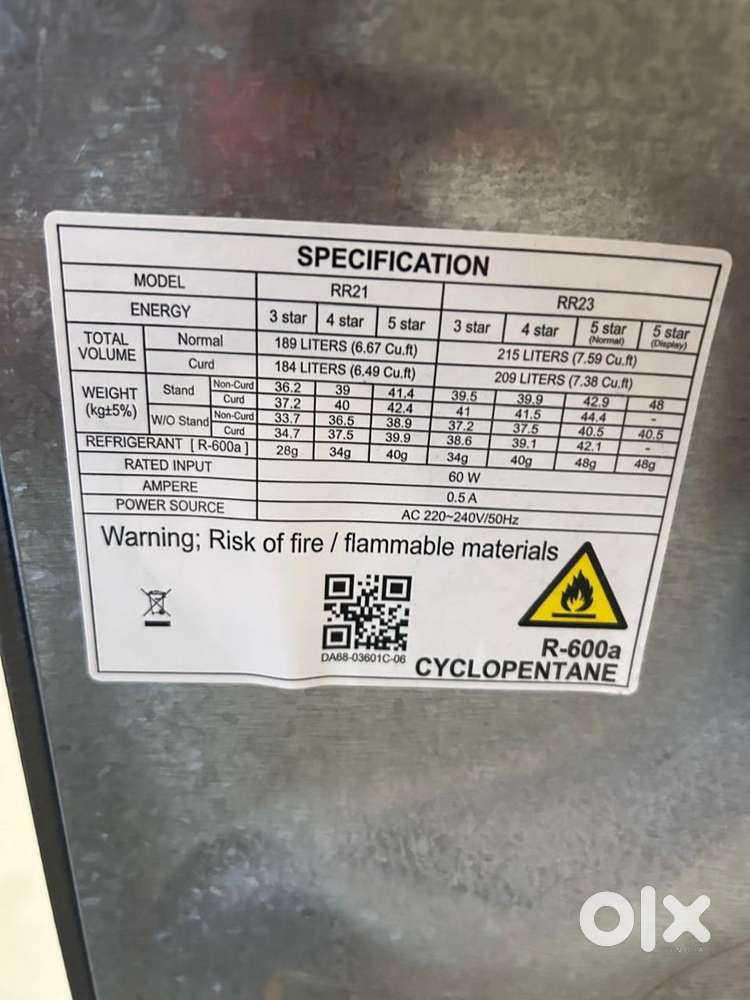 SPECIFICATION
MODEL RR21 RR23
ENERGY 3 star 4 star 5 star 3 star 4 star 5 star (Normal) 5 star (Display)
TOTAL VOLUME Normal 189 LITERS (6.67 Cu.ft) 215 LITERS (7.59 Cu.ft)
Curd 184 LITERS (6.49 Cu.ft) 209 LITERS (7.38 Cu.ft)
WEIGHT (kg±5%) Stand Non-Curd 36.2 39 41.4 39.5 39.9 42.9 48
Curd 37.2 40 42.4 41 41.5 44.4 -
W/O Stand Non-Curd 33.7 36.5 38.9 37.2 37.5 40.5 40.5
Curd 34.7 37.5 39.9 38.6 39.1 42.1 -
REFRIGERANT [ R-600a ] 28g 34g 40g 34g 40g 48g 48g
RATED INPUT 60 W
AMPERE 0.5 A
POWER SOURCE AC 220~240V/50Hz
Warning; Risk of fire / flammable materials
DA68-03601C-06
R-600a
CYCLOPENTANE
olx
INDIA